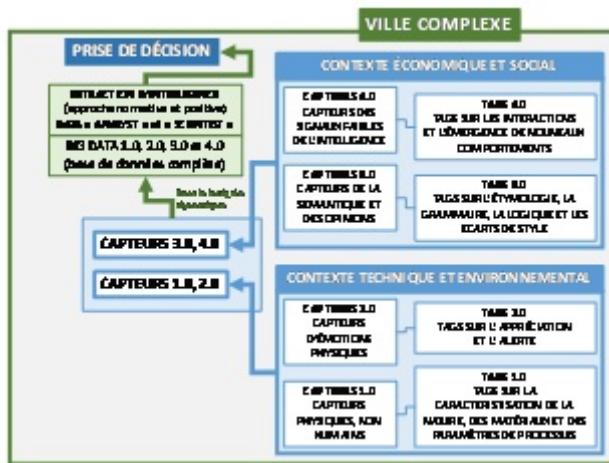 VILLE COMPLEXE
PRISE DE DÉCISION
(approche normative et positive)
BIG DATA 1.0, 2.0, 3.0 et 4.0
(base de données complète)
CAPTEURS 3.0, 4.0
CAPTEURS 1.0, 2.0
CONTEXTE ÉCONOMIQUE ET SOCIAL
CAPTEURS 4.0
CAPTEURS DES
SIGNAUX FAIBLES
DE L'INTELLIGENCE
TAGS 4.0
TAGS SUR LES INTERACTIONS
ET L'ÉMERGENCE DE NOUVEAUX
COMPORTEMENTS
CAPTEURS 3.0
CAPTEURS DE LA
SÉMANTIQUE ET
DES OPINIONS
TAGS 3.0
TAGS SUR L'ÉTYMOLOGIE, LA
GRAMMAIRE, LA LOGIQUE ET LES
ÉCARTS DE STYLE
CONTEXTE TECHNIQUE ET ENVIRONNEMENTAL
CAPTEURS 2.0
CAPTEURS
D'ÉMOTIONS
PHYSIQUES
TAGS 2.0
TAGS SUR L'APPRÉCIATION
ET L'ALERTE
CAPTEURS 1.0
CAPTEURS
PHYSIQUES, NON
HUMAINS
TAGS 1.0
TAGS SUR LA
CARACTÉRISTISATION DE LA
NATURE, DES MATÉRIAUX ET DES
PARAMÈTRES DE PROCESSUS